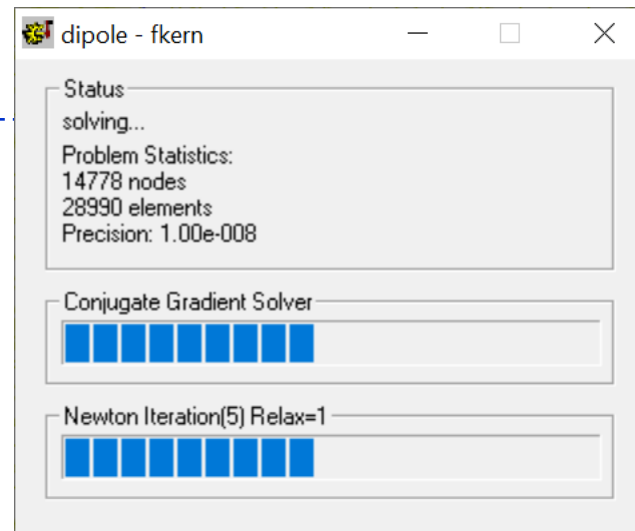 dipole - fkern
Status
solving...
Problem Statistics:
14778 nodes
28990 elements
Precision: 1.00e-008
Conjugate Gradient Solver
Newton Iteration(5) Relax=1